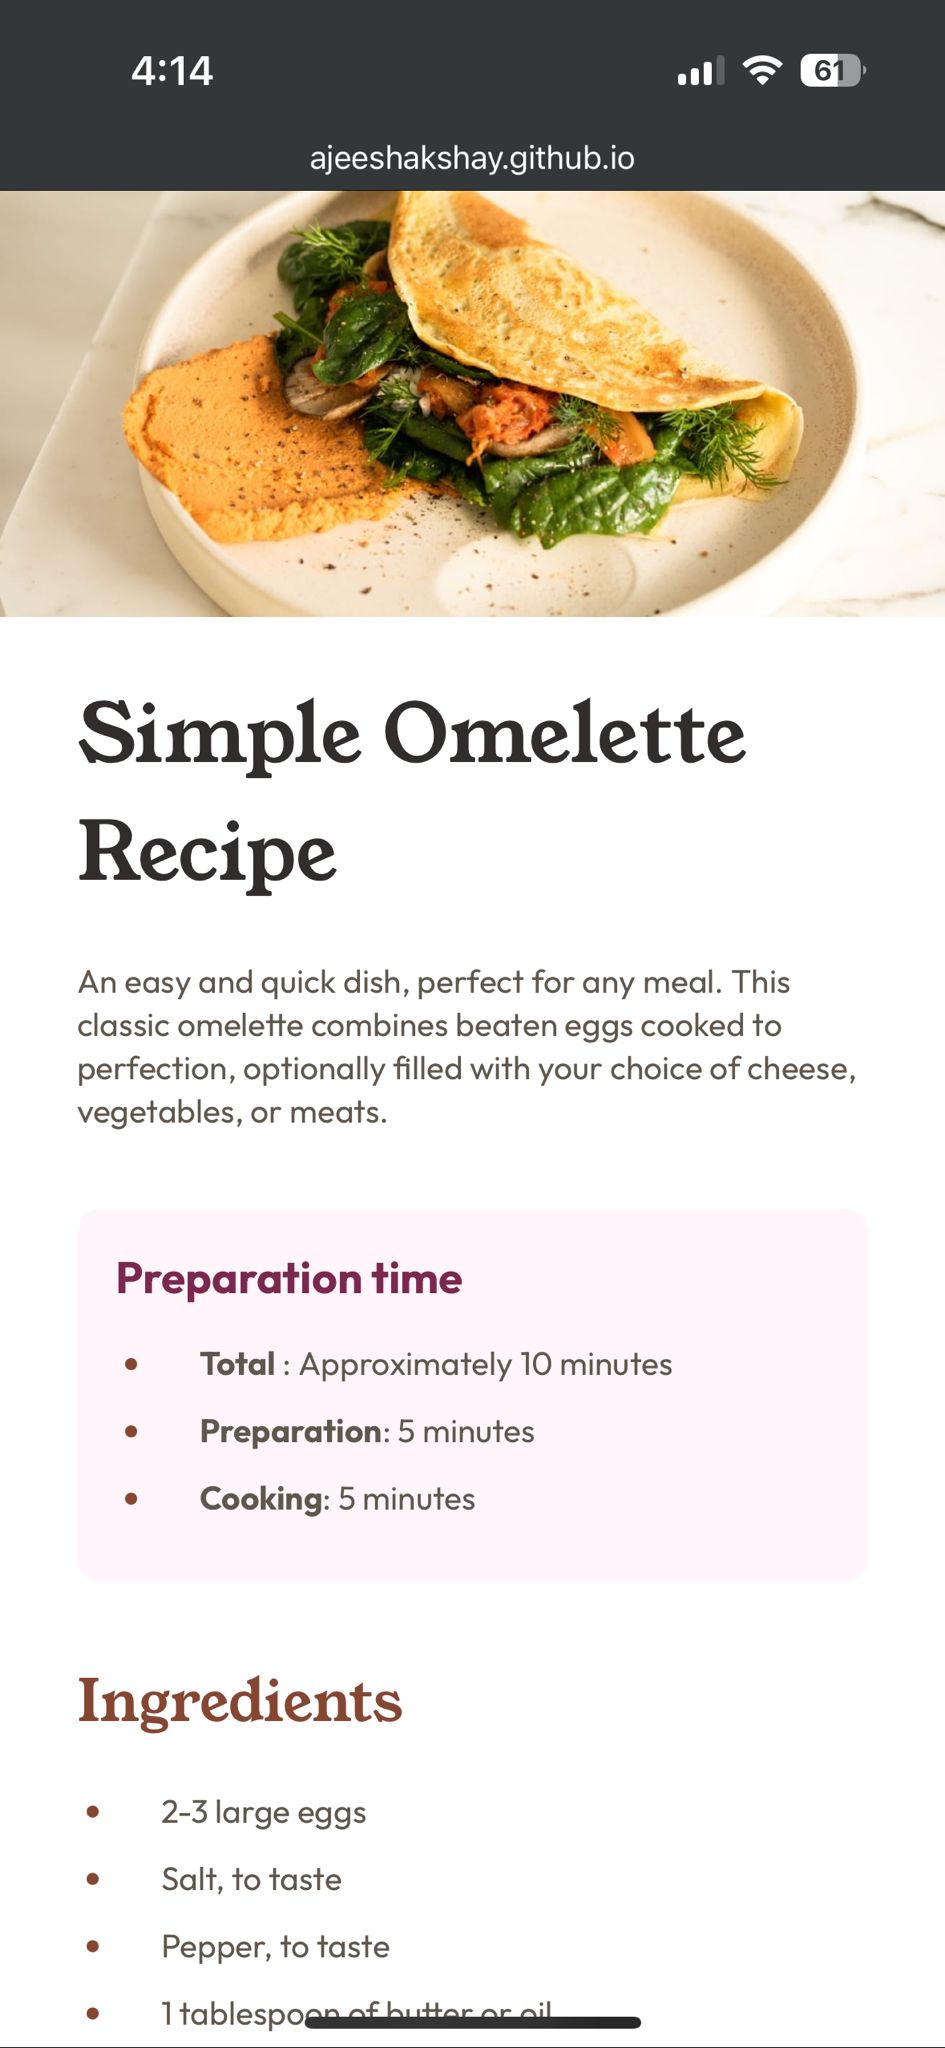 4:14
61
ajeeshakshay.github.io
Simple Omelette
Recipe
An easy and quick dish, perfect for any meal. This
classic omelette combines beaten eggs cooked to
perfection, optionally filled with your choice of cheese,
vegetables, or meats.
Preparation time
• Total : Approximately 10 minutes
• Preparation: 5 minutes
• Cooking: 5 minutes
Ingredients
• 2-3 large eggs
• Salt, to taste
• Pepper, to taste
• 1 tablespoon of butter or oil